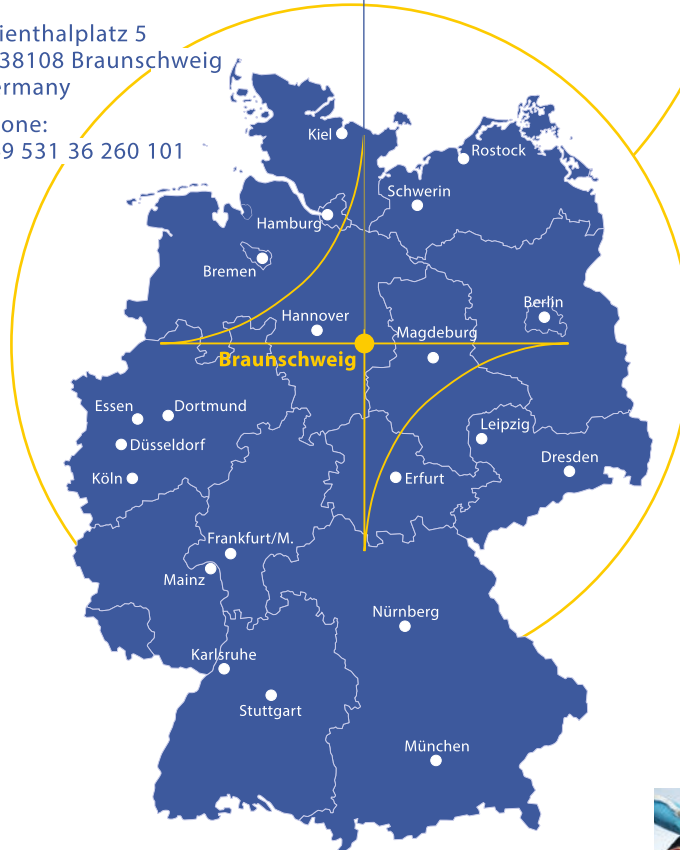 ienthalplatz 5
38108 Braunschweig
ermany
one:
9 531 36 260 101
Kiel
Rostock
Schwerin
Hamburg
Bremen
Berlin
Hannover
Magdeburg
Braunschweig
Essen
Dortmund
Leipzig
Düsseldorf
Dresden
Köln
Erfurt
Frankfurt/M.
Mainz
Nürnberg
Karlsruhe
Stuttgart
München